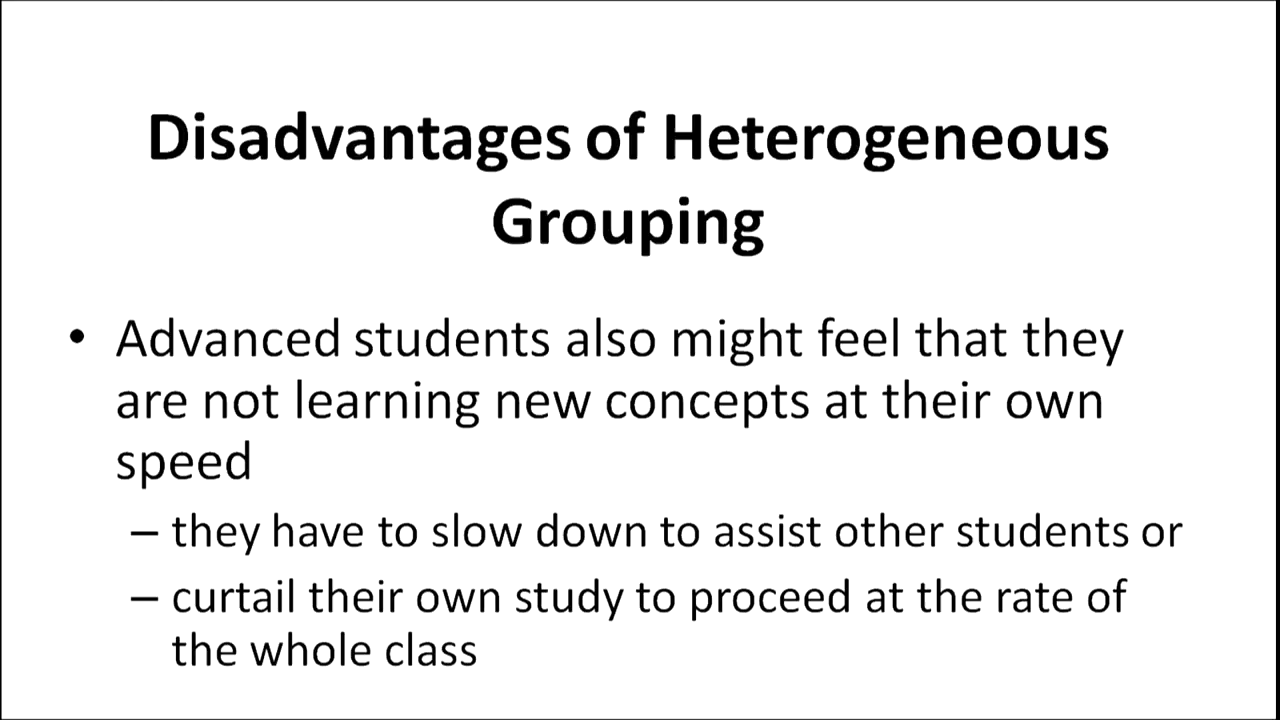 Disadvantages of Heterogeneous
Grouping
• Advanced students also might feel that they
are not learning new concepts at their own
speed
– they have to slow down to assist other students or
– curtail their own study to proceed at the rate of
the whole class